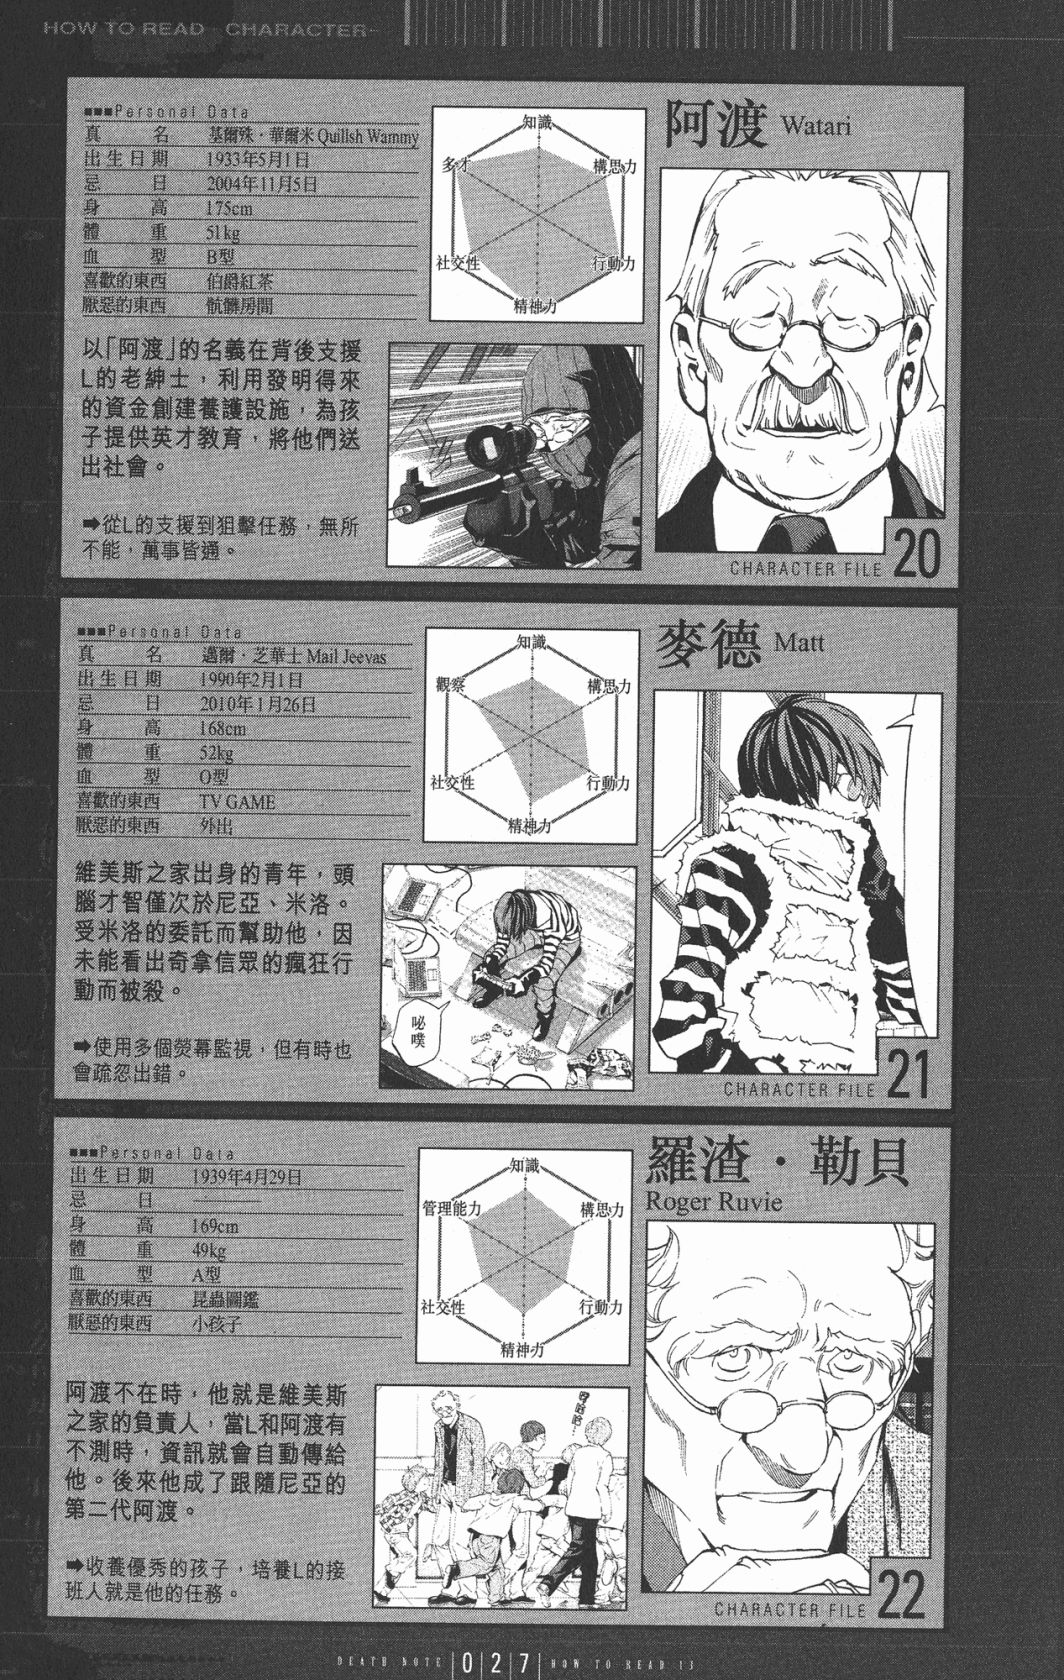 HOW TO READ -CHARACTER-
■■■Personal Data
真名 基爾殊・華爾米 Quillsh Wammy
出生日期 1933年5月1日
忌日 2004年11月5日
身高 175cm
體重 51kg
血型 B型
喜歡的東西 伯爵紅茶
厭惡的東西 骯髒房間
知識
構思力
行動力
精神力
社交性
多才
阿渡 Watari
以「阿渡」的名義在背後支援
L的老紳士，利用發明得來
的資金創建養護設施，為孩
子提供英才教育，將他們送
出社會。
➡從L的支援到狙擊任務，無所
不能，萬事皆通。
CHARACTER FILE 20
■■■Personal Data
真名 邁爾・芝華士 Mail Jeevas
出生日期 1990年2月1日
忌日 2010年1月26日
身高 168cm
體重 52kg
血型 O型
喜歡的東西 TV GAME
厭惡的東西 外出
知識
構思力
行動力
精神力
社交性
觀察
麥德 Matt
維美斯之家出身的青年，頭
腦才智僅次於尼亞、米洛。
受米洛的委託而幫助他，因
未能看出奇拿信眾的瘋狂行
動而被殺。
➡使用多個熒幕監視，但有時也
會疏忽出錯。
咇
噗
CHARACTER FILE 21
■■■Personal Data
出生日期 1939年4月29日
忌日 ————
身高 169cm
體重 49kg
血型 A型
喜歡的東西 昆蟲圖鑑
厭惡的東西 小孩子
知識
構思力
行動力
精神力
社交性
管理能力
羅渣・勒貝
Roger Ruvie
阿渡不在時，他就是維美斯
之家的負責人，當L和阿渡有
不測時，資訊就會自動傳給
他。後來他成了跟隨尼亞的
第二代阿渡。
➡收養優秀的孩子，培養L的接
班人就是他的任務。
CHARACTER FILE 22
DEATH NOTE |0|2|7| HOW TO READ 13